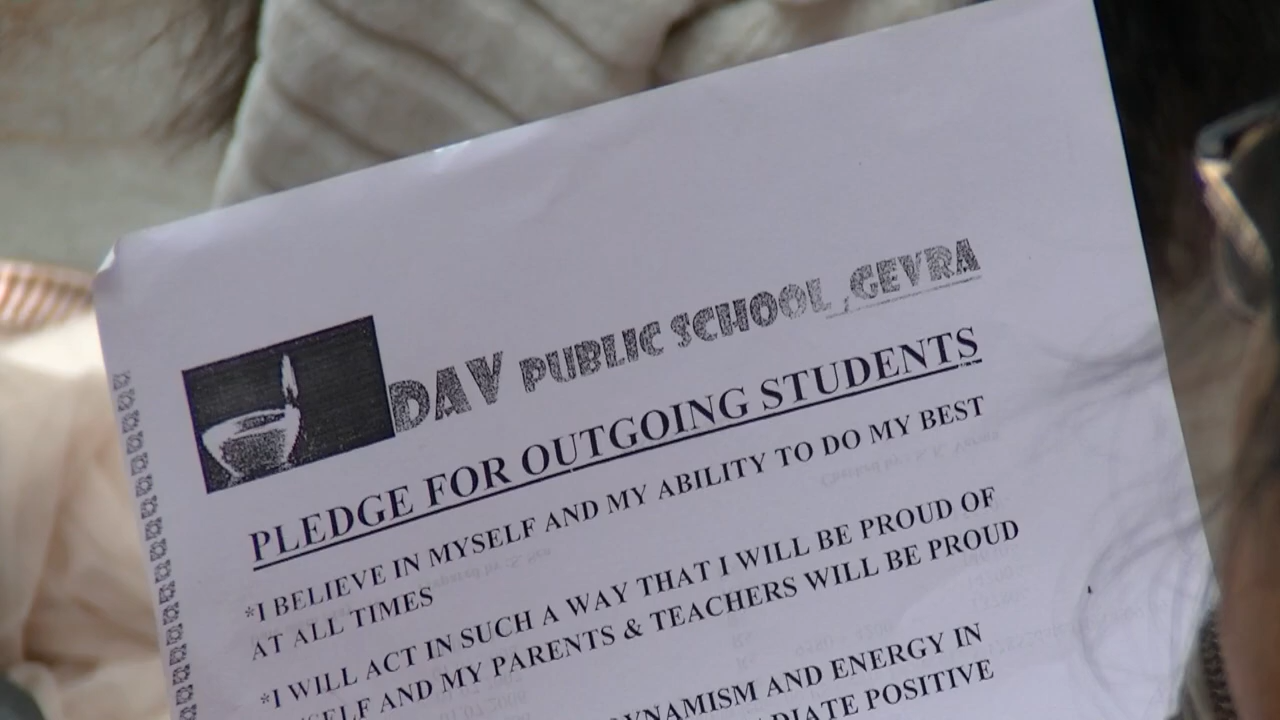 DAV PUBLIC SCHOOL, GEVRA
PLEDGE FOR OUTGOING STUDENTS
*I BELIEVE IN MYSELF AND MY ABILITY TO DO MY BEST
AT ALL TIMES
*I WILL ACT IN SUCH A WAY THAT I WILL BE PROUD OF
SELF AND MY PARENTS & TEACHERS WILL BE PROUD
DYNAMISM AND ENERGY IN
POSITIVE